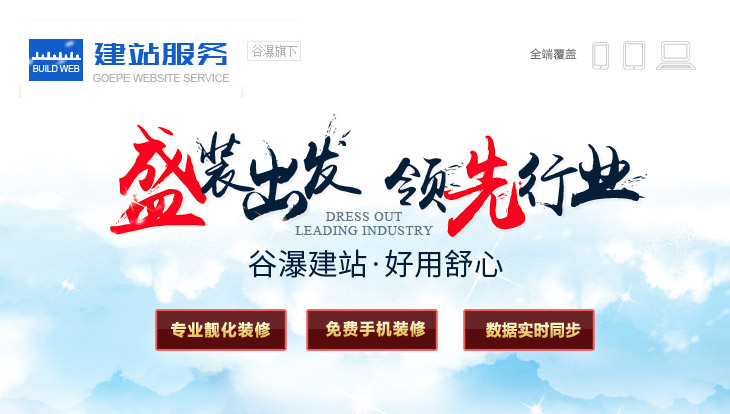 建站服务
谷瀑旗下
BUILD WEB
GOEPE WEBSITE SERVICE
全端覆盖
盛装出发 领先行业
DRESS OUT
LEADING INDUSTRY
谷瀑建站·好用舒心
专业靓化装修
免费手机装修
数据实时同步